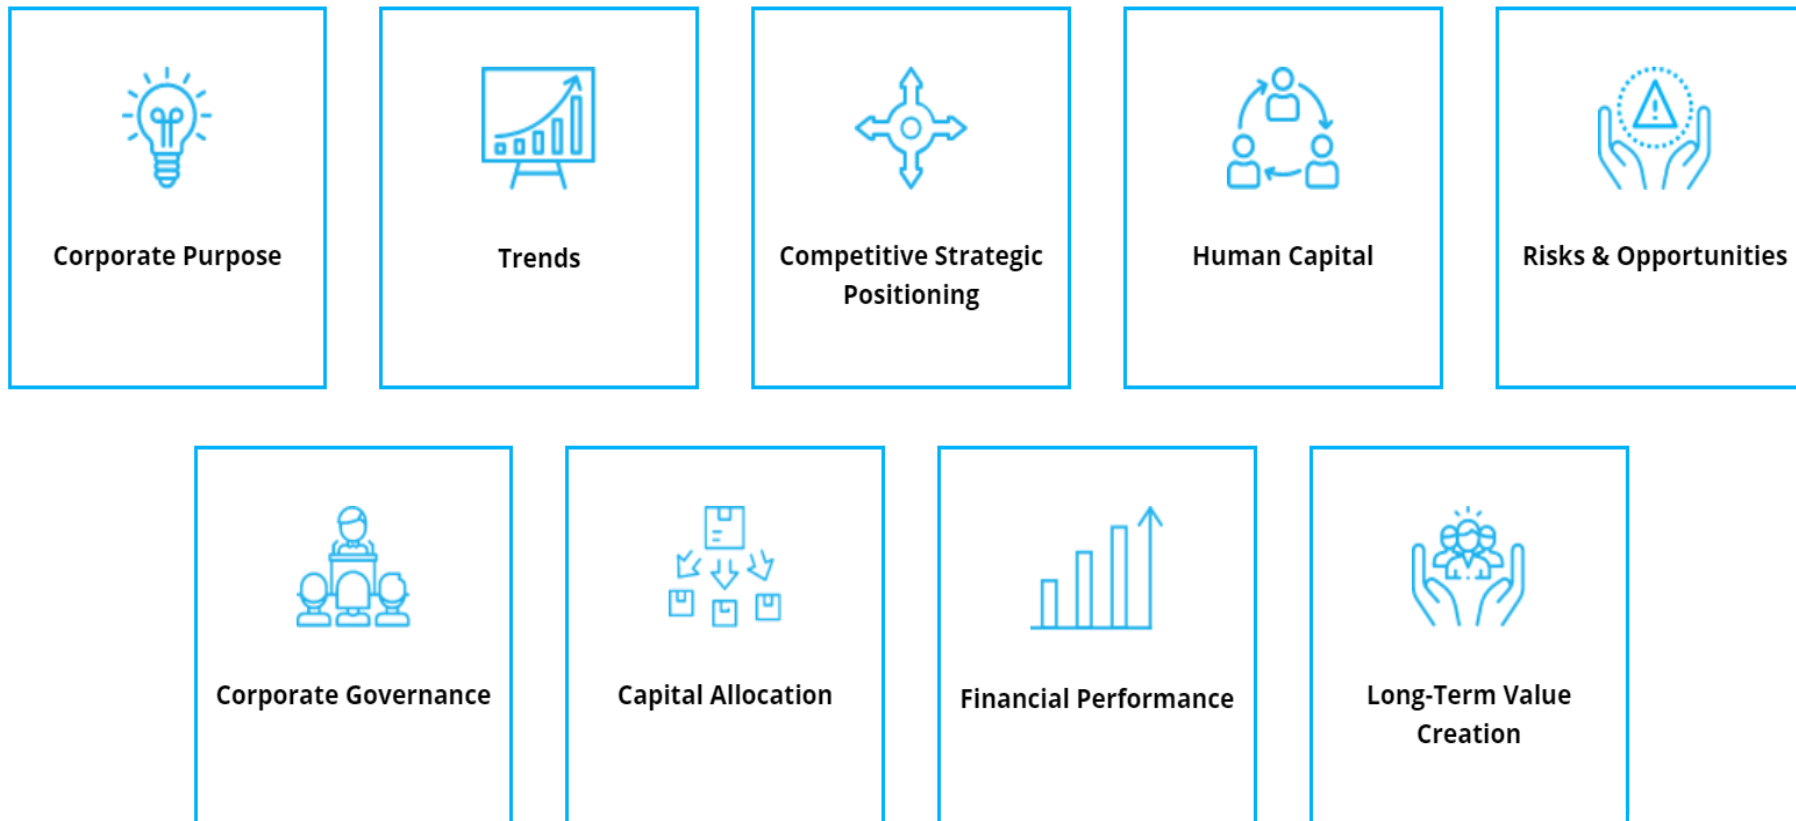 Corporate Purpose
Trends
Competitive Strategic
Positioning
Human Capital
Risks & Opportunities
Corporate Governance
Capital Allocation
Financial Performance
Long-Term Value
Creation